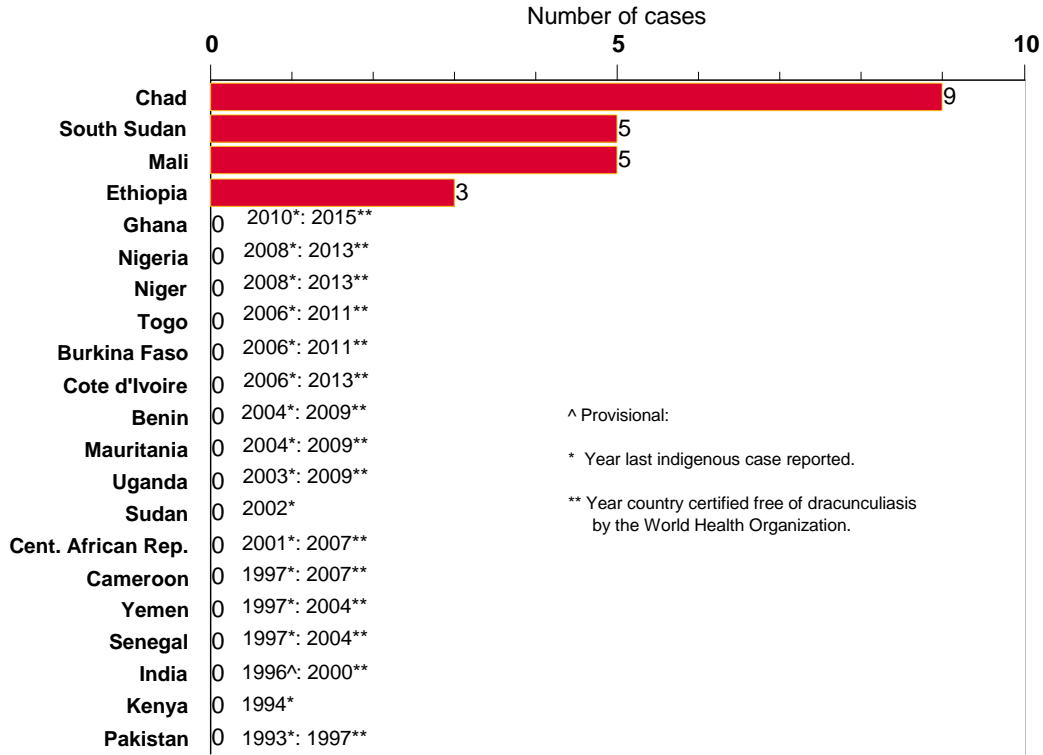 Number of cases
0 5 10
Chad 9
South Sudan 5
Mali 5
Ethiopia 3
Ghana 0 2010*: 2015**
Nigeria 0 2008*: 2013**
Niger 0 2008*: 2013**
Togo 0 2006*: 2011**
Burkina Faso 0 2006*: 2011**
Cote d'Ivoire 0 2006*: 2013**
Benin 0 2004*: 2009**
Mauritania 0 2004*: 2009**
Uganda 0 2003*: 2009**
Sudan 0 2002*
Cent. African Rep. 0 2001*: 2007**
Cameroon 0 1997*: 2007**
Yemen 0 1997*: 2004**
Senegal 0 1997*: 2004**
India 0 1996^: 2000**
Kenya 0 1994*
Pakistan 0 1993*: 1997**
^ Provisional:
* Year last indigenous case reported.
** Year country certified free of dracunculiasis
by the World Health Organization.